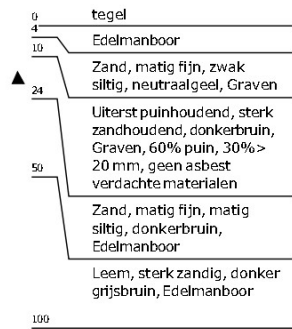 0 tegel
4 Edelmanboor
10 Zand, matig fijn, zwak
siltig, neutraalgeel, Graven
24 Uiterst puinhoudend, sterk
zandhoudend, donkerbruin,
Graven, 60% puin, 30%>
20 mm, geen asbest
verdachte materialen
50 Zand, matig fijn, matig
siltig, donkerbruin,
Edelmanboor
Leem, sterk zandig, donker
grijsbruin, Edelmanboor
100